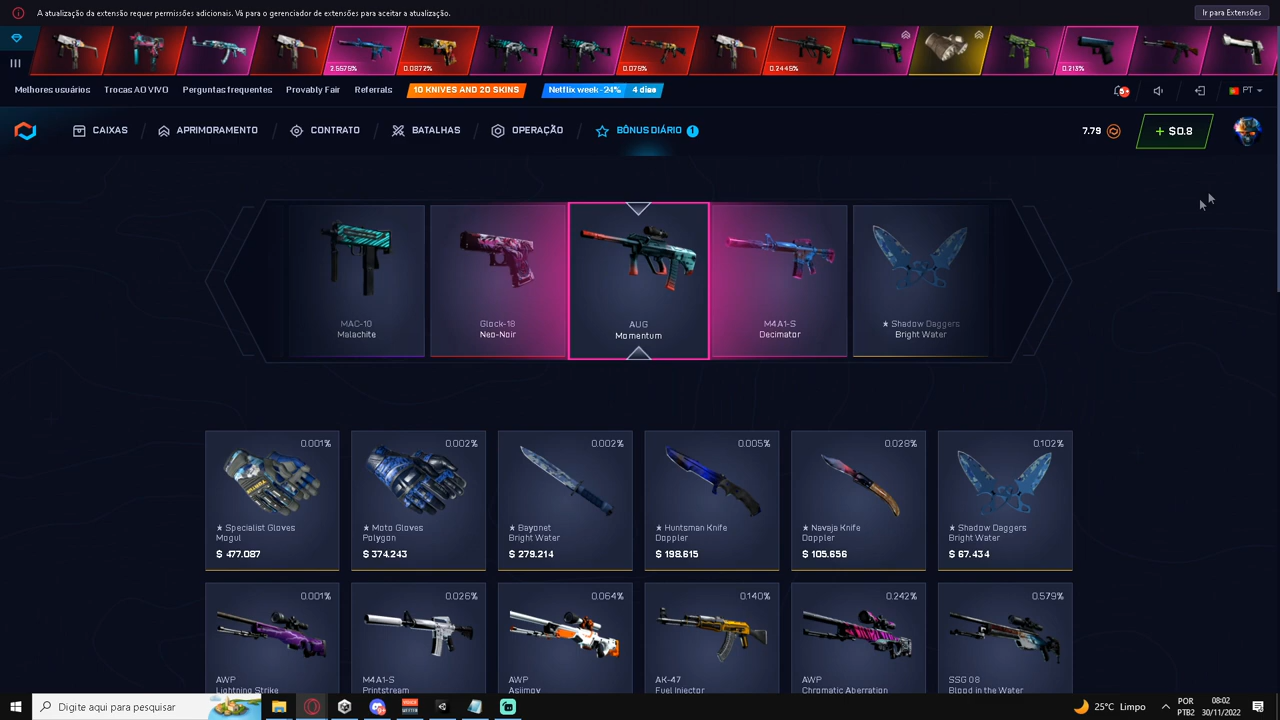 A atualização da extensão requer permissões adicionais. Vá para o gerenciador de extensões para aceitar a atualização.
Ir para Extensões
2.5575%
0.0872%
0.075%
0.2445%
0.213%
Melhores usuários
Trocas AO VIVO
Perguntas frequentes
Provably Fair
Referrals
10 KNIVES AND 20 SKINS
Netflix week -24%
4 dias
5+
PT
CAIXAS
APRIMORAMENTO
CONTRATO
BATALHAS
OPERAÇÃO
BÔNUS DIÁRIO
1
7.79
+ $0.8
MAC-10
Malachite
Glock-18
Neo-Noir
AUG
Momentum
M4A1-S
Decimator
★ Shadow Daggers
Bright Water
0.001%
★ Specialist Gloves
Mogul
$ 477.087
0.002%
★ Moto Gloves
Polygon
$ 374.243
0.002%
★ Bayonet
Bright Water
$ 279.214
0.005%
★ Huntsman Knife
Doppler
$ 198.615
0.028%
★ Navaja Knife
Doppler
$ 105.656
0.102%
★ Shadow Daggers
Bright Water
$ 67.434
0.001%
AWP
Lightning Strike
0.026%
M4A1-S
Printstream
0.064%
AWP
Asiimov
0.140%
AK-47
Fuel Injector
0.242%
AWP
Chromatic Aberration
0.579%
SSG 08
Blood in the Water
Digite aqui para pesquisar
23°C Limpo
POR
PTB2
08:02
30/11/2022